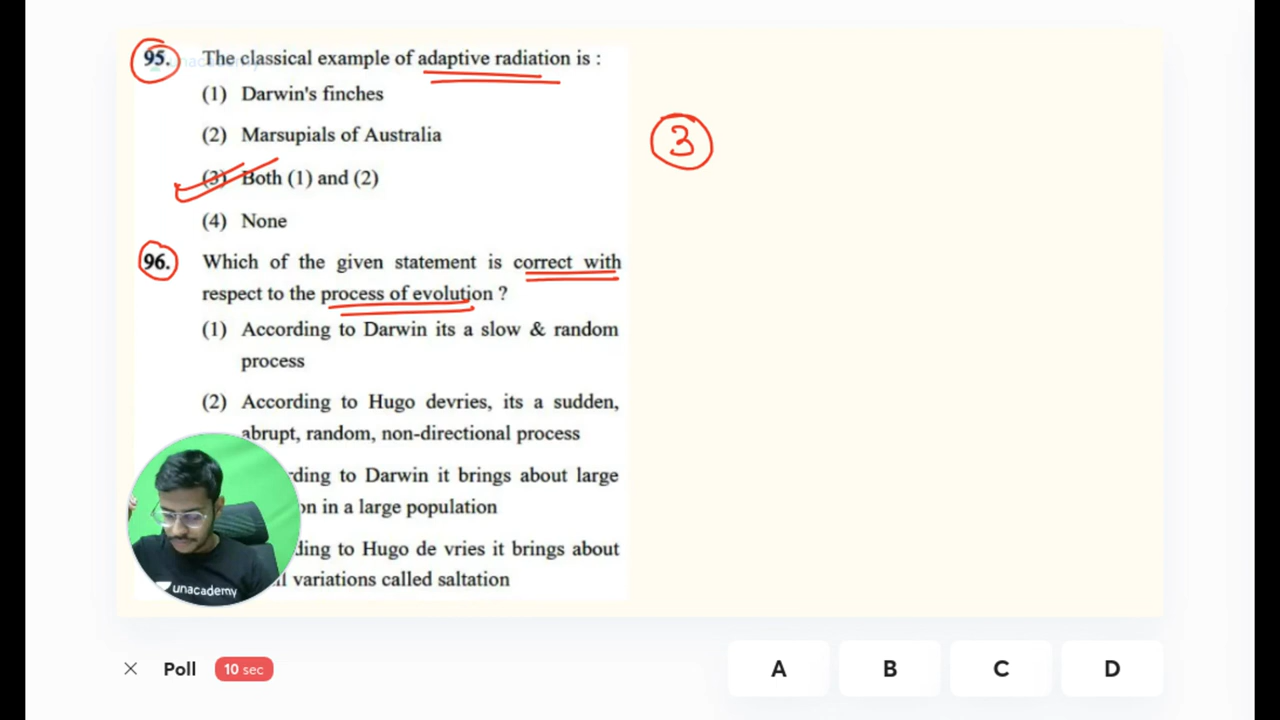 95. The classical example of adaptive radiation is :
(1) Darwin's finches
(2) Marsupials of Australia
3
(3) Both (1) and (2)
(4) None
96. Which of the given statement is correct with
respect to the process of evolution ?
(1) According to Darwin its a slow & random
process
(2) According to Hugo devries, its a sudden,
abrupt, random, non-directional process
to Darwin it brings about large
in a large population
to Hugo de vries it brings about
variations called saltation
unacademy
Poll 10 sec A B C D